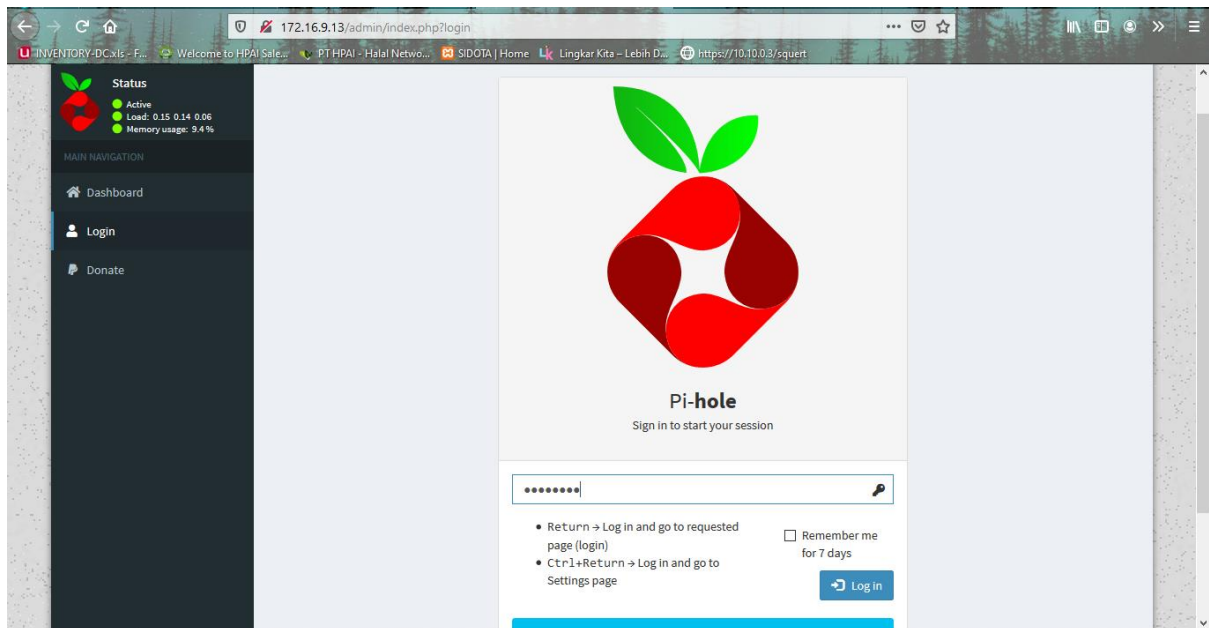 172.16.9.13/admin/index.php?login
INVENTORY-DC.xls - F... Welcome to HPAI Sale... PT HPAI - Halal Netwo... SIDOTA | Home Lingkar Kita – Lebih D... https://10.10.0.3/squert
Status
Active
Load: 0.15 0.14 0.06
Memory usage: 9.4 %
MAIN NAVIGATION
Dashboard
Login
Donate
Pi-hole
Sign in to start your session
Return → Log in and go to requested
page (login)
Ctrl+Return → Log in and go to
Settings page
Remember me
for 7 days
Log in